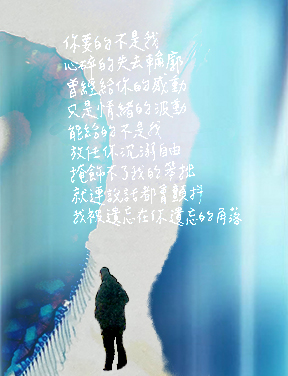 你要的不是我
心碎的失去輪廓
曾經給你的感動
只是情緒的波動
能給的不是我
放任你沉溺自由
掩飾不了我的笨拙
就連說話都會顫抖
我被遺忘在你遺忘的角落